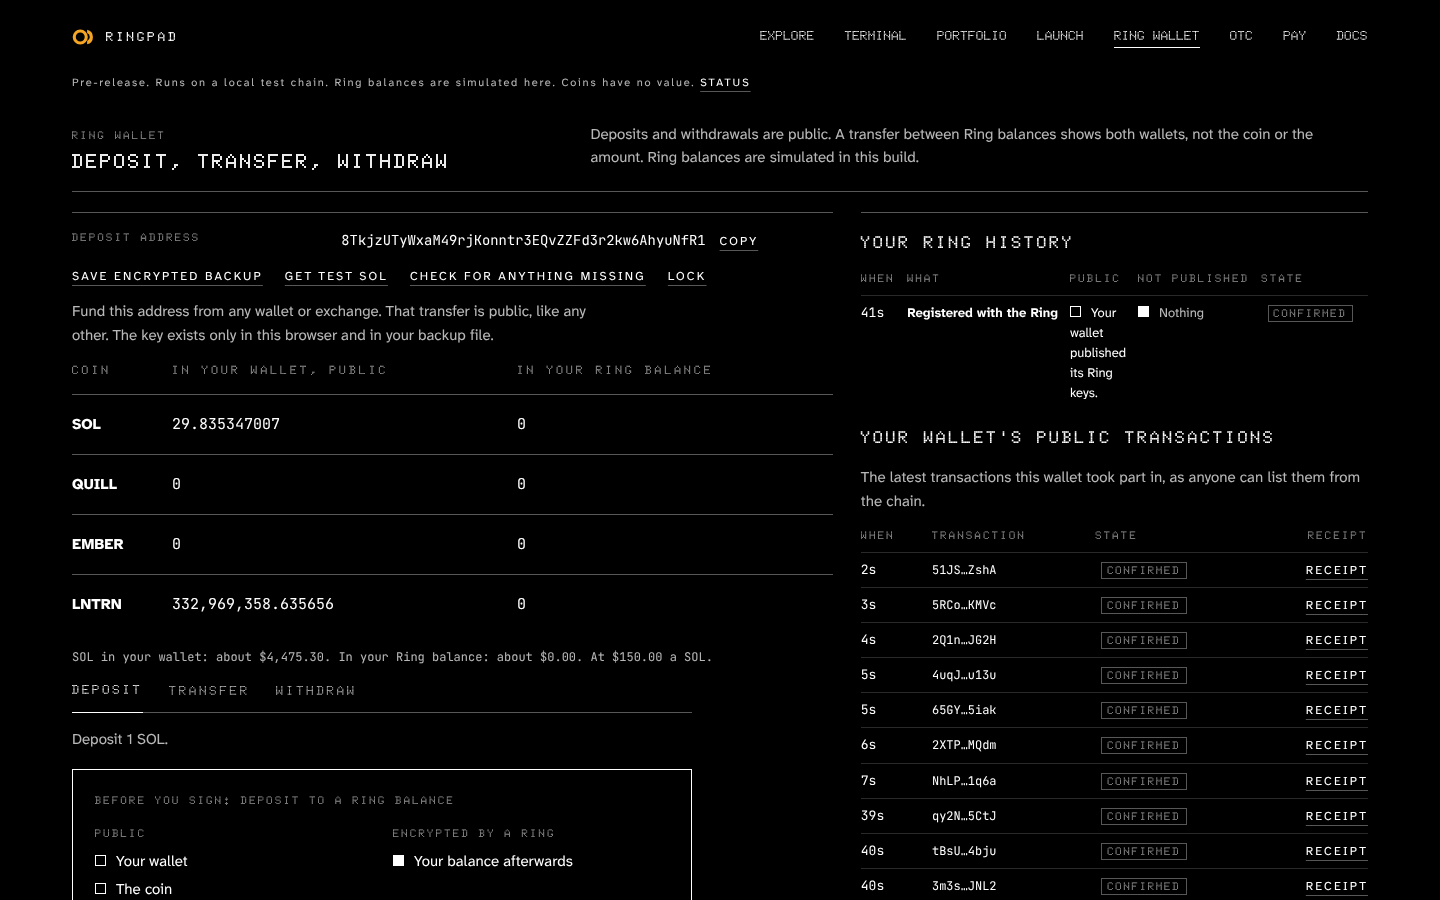 RINGPAD
EXPLORE TERMINAL PORTFOLIO LAUNCH RING WALLET OTC PAY DOCS
Pre-release. Runs on a local test chain. Ring balances are simulated here. Coins have no value. STATUS
RING WALLET
DEPOSIT, TRANSFER, WITHDRAW
Deposits and withdrawals are public. A transfer between Ring balances shows both wallets, not the coin or the
amount. Ring balances are simulated in this build.
DEPOSIT ADDRESS 8TkjzUTyWxaM49rjKonntr3EQvZZFd3r2kw6AhyuNfR1 COPY
SAVE ENCRYPTED BACKUP GET TEST SOL CHECK FOR ANYTHING MISSING LOCK
Fund this address from any wallet or exchange. That transfer is public, like any
other. The key exists only in this browser and in your backup file.
COIN IN YOUR WALLET, PUBLIC IN YOUR RING BALANCE
SOL 29.835347007 0
QUILL 0 0
EMBER 0 0
LNTRN 332,969,358.635656 0
SOL in your wallet: about $4,475.30. In your Ring balance: about $0.00. At $150.00 a SOL.
DEPOSIT TRANSFER WITHDRAW
Deposit 1 SOL.
BEFORE YOU SIGN: DEPOSIT TO A RING BALANCE
PUBLIC ENCRYPTED BY A RING
Your wallet Your balance afterwards
The coin
YOUR RING HISTORY
WHEN WHAT PUBLIC NOT PUBLISHED STATE
41s Registered with the Ring Your Nothing CONFIRMED
wallet
published
its Ring
keys.
YOUR WALLET'S PUBLIC TRANSACTIONS
The latest transactions this wallet took part in, as anyone can list them from
the chain.
WHEN TRANSACTION STATE RECEIPT
2s 51JS…ZshA CONFIRMED RECEIPT
3s 5RCo…KMVc CONFIRMED RECEIPT
4s 2Q1n…JG2H CONFIRMED RECEIPT
5s 4uqJ…u13u CONFIRMED RECEIPT
5s 65GY…5iak CONFIRMED RECEIPT
6s 2XTP…MQdm CONFIRMED RECEIPT
7s NhLP…1q6a CONFIRMED RECEIPT
39s qy2N…5CtJ CONFIRMED RECEIPT
40s tBsU…4bju CONFIRMED RECEIPT
40s 3m3s…JNL2 CONFIRMED RECEIPT